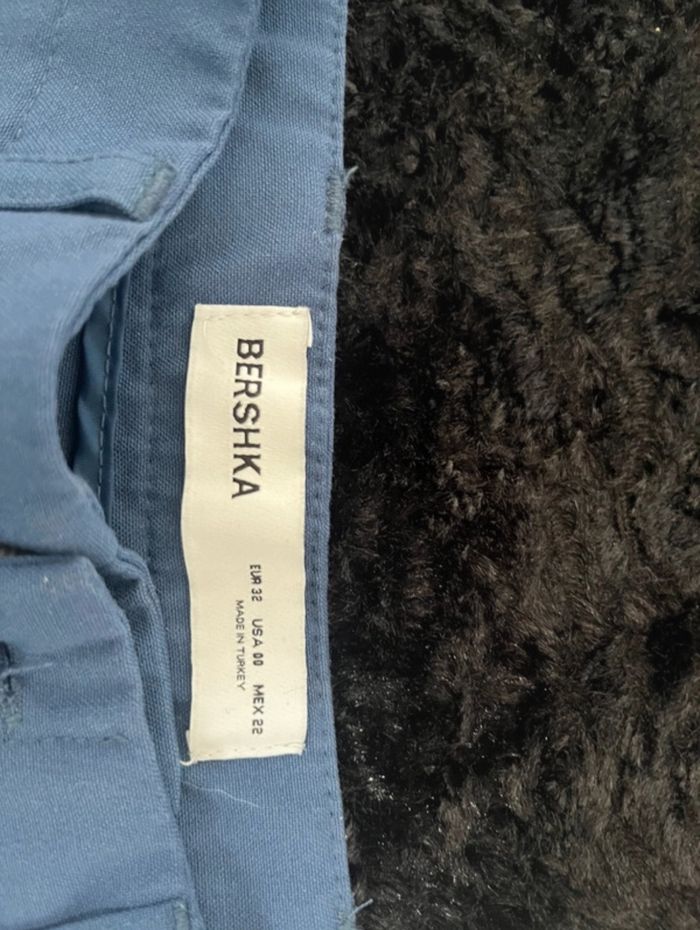 BERSHKA
EUR 32 USA 00 MEX 22
MADE IN TURKEY